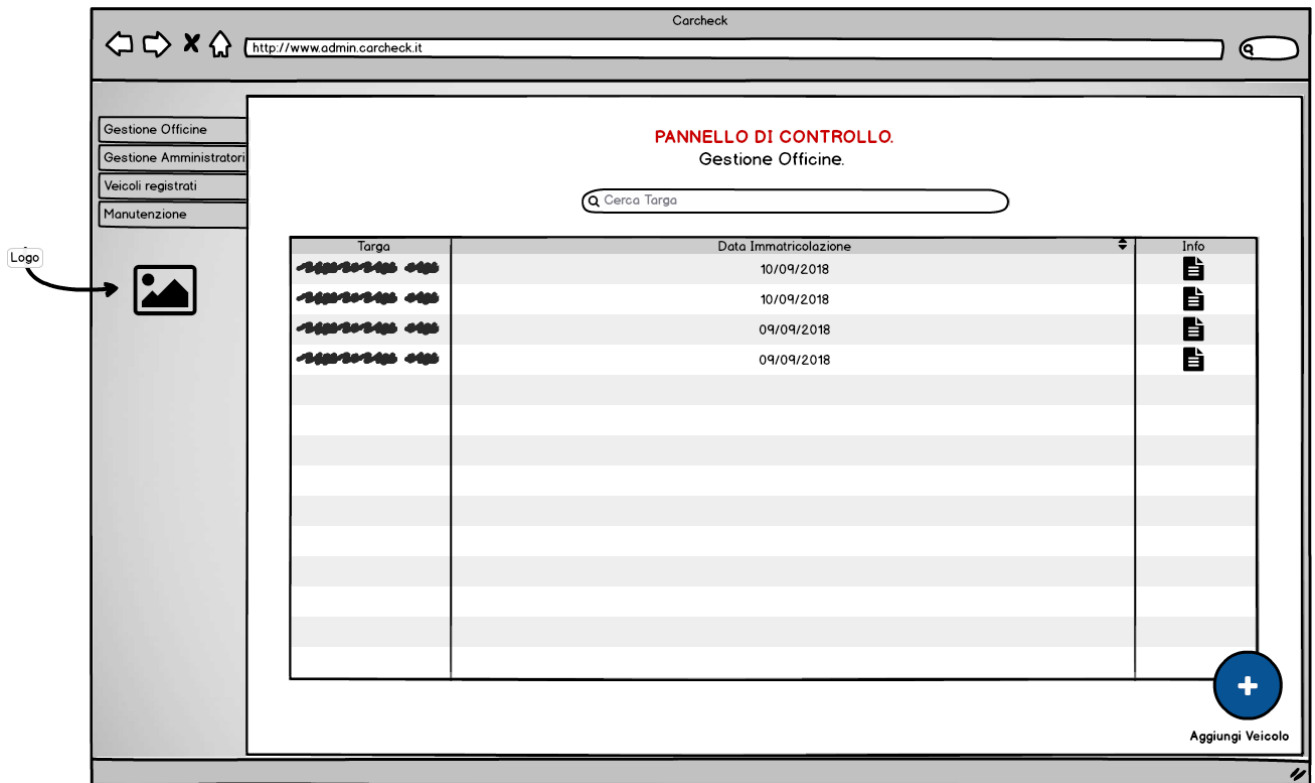 Carcheck
http://www.admin.carcheck.it
Gestione Officine
Gestione Amministratori
Veicoli registrati
Manutenzione
Logo
PANNELLO DI CONTROLLO.
Gestione Officine.
Cerca Targa
Targa Data Immatricolazione Info
10/09/2018
10/09/2018
09/09/2018
09/09/2018
Aggiungi Veicolo